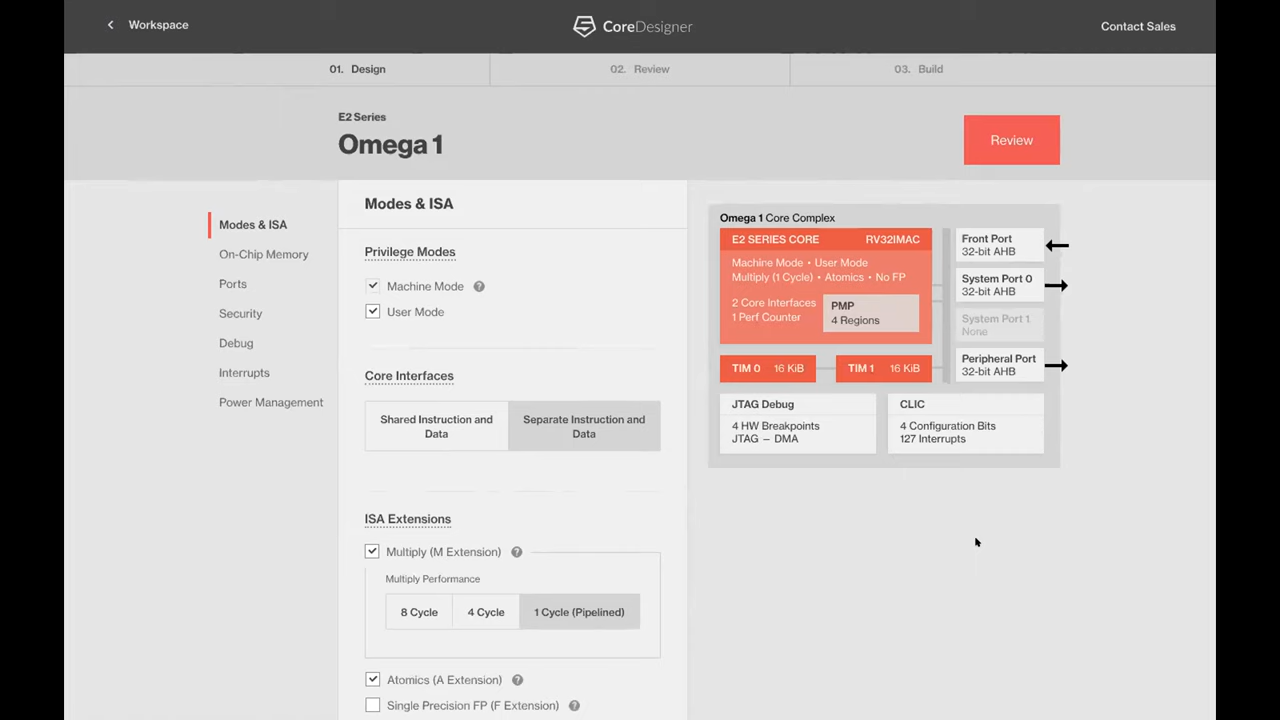 Workspace
CoreDesigner
Contact Sales
01. Design
02. Review
03. Build
E2 Series
Omega 1
Review
Modes & ISA
On-Chip Memory
Ports
Security
Debug
Interrupts
Power Management
Modes & ISA
Privilege Modes
Machine Mode ?
User Mode
Core Interfaces
Shared Instruction and
Data
Separate Instruction and
Data
ISA Extensions
Multiply (M Extension) ?
Multiply Performance
8 Cycle
4 Cycle
1 Cycle (Pipelined)
Atomics (A Extension) ?
Single Precision FP (F Extension) ?
Omega 1 Core Complex
E2 SERIES CORE RV32IMAC
Machine Mode • User Mode
Multiply (1 Cycle) • Atomics • No FP
2 Core Interfaces
1 Perf Counter
PMP
4 Regions
TIM 0 16 KiB
TIM 1 16 KiB
Front Port
32-bit AHB
System Port 0
32-bit AHB
System Port 1
None
Peripheral Port
32-bit AHB
JTAG Debug
4 HW Breakpoints
JTAG — DMA
CLIC
4 Configuration Bits
127 Interrupts